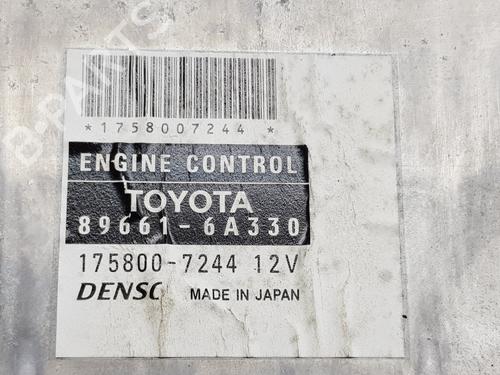 *1758007244*
ENGINE CONTROL
TOYOTA
89661-6A330
175800-7244 12V
DENSO MADE IN JAPAN
B-PARTS